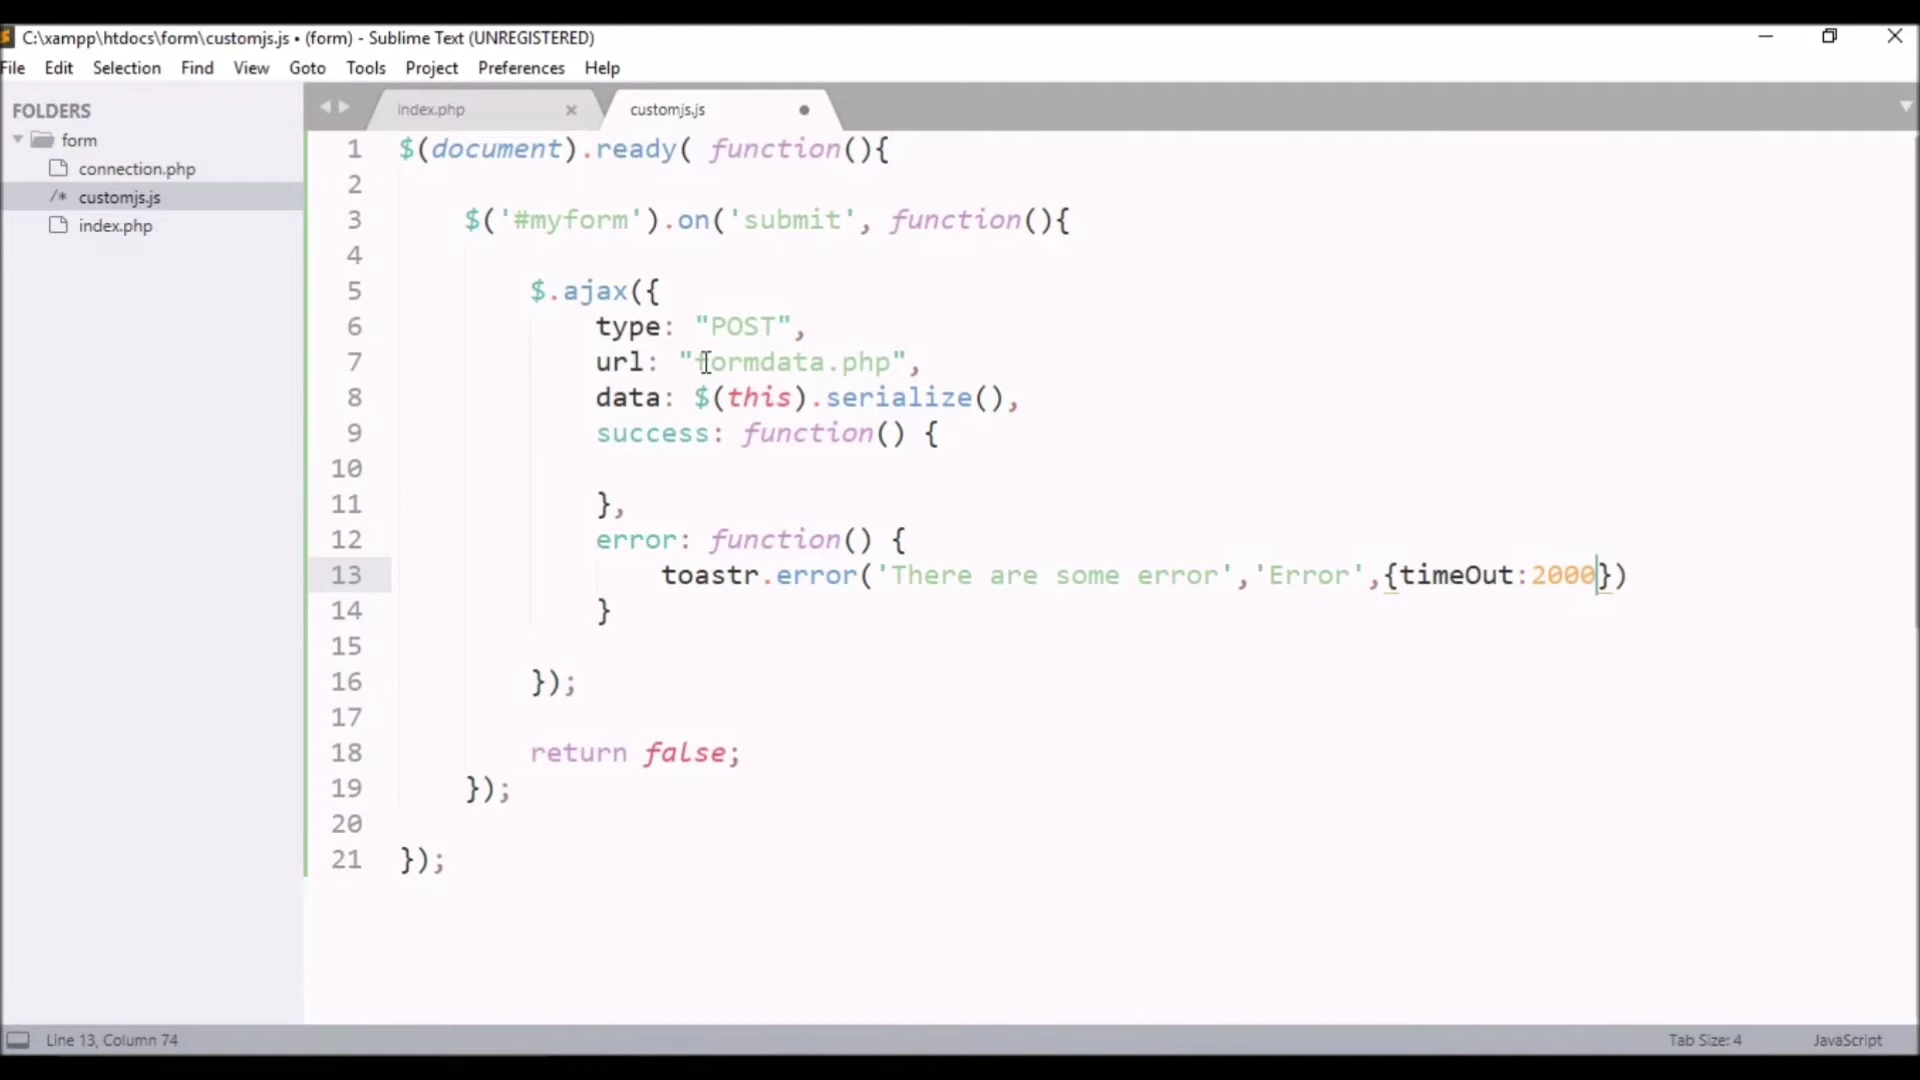 C:\xampp\htdocs\form\customjs.js • (form) - Sublime Text (UNREGISTERED)
File Edit Selection Find View Goto Tools Project Preferences Help
FOLDERS
form
connection.php
/* customjs.js
index.php
index.php
customjs.js
1 $(document).ready( function(){
2
3 $('#myform').on('submit', function(){
4
5 $.ajax({
6 type: "POST",
7 url: "formdata.php",
8 data: $(this).serialize(),
9 success: function() {
10
11 },
12 error: function() {
13 toastr.error('There are some error','Error',{timeOut:2000})
14 }
15
16 });
17
18 return false;
19 });
20
21 });
Line 13, Column 74
Tab Size: 4
JavaScript